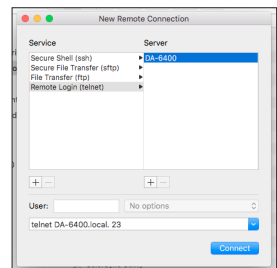 New Remote Connection
Service
Server
Secure Shell (ssh)
Secure File Transfer (sftp)
File Transfer (ftp)
Remote Login (telnet)
DA-6400
+ −
+ −
User:
No options
telnet DA-6400.local. 23
Connect